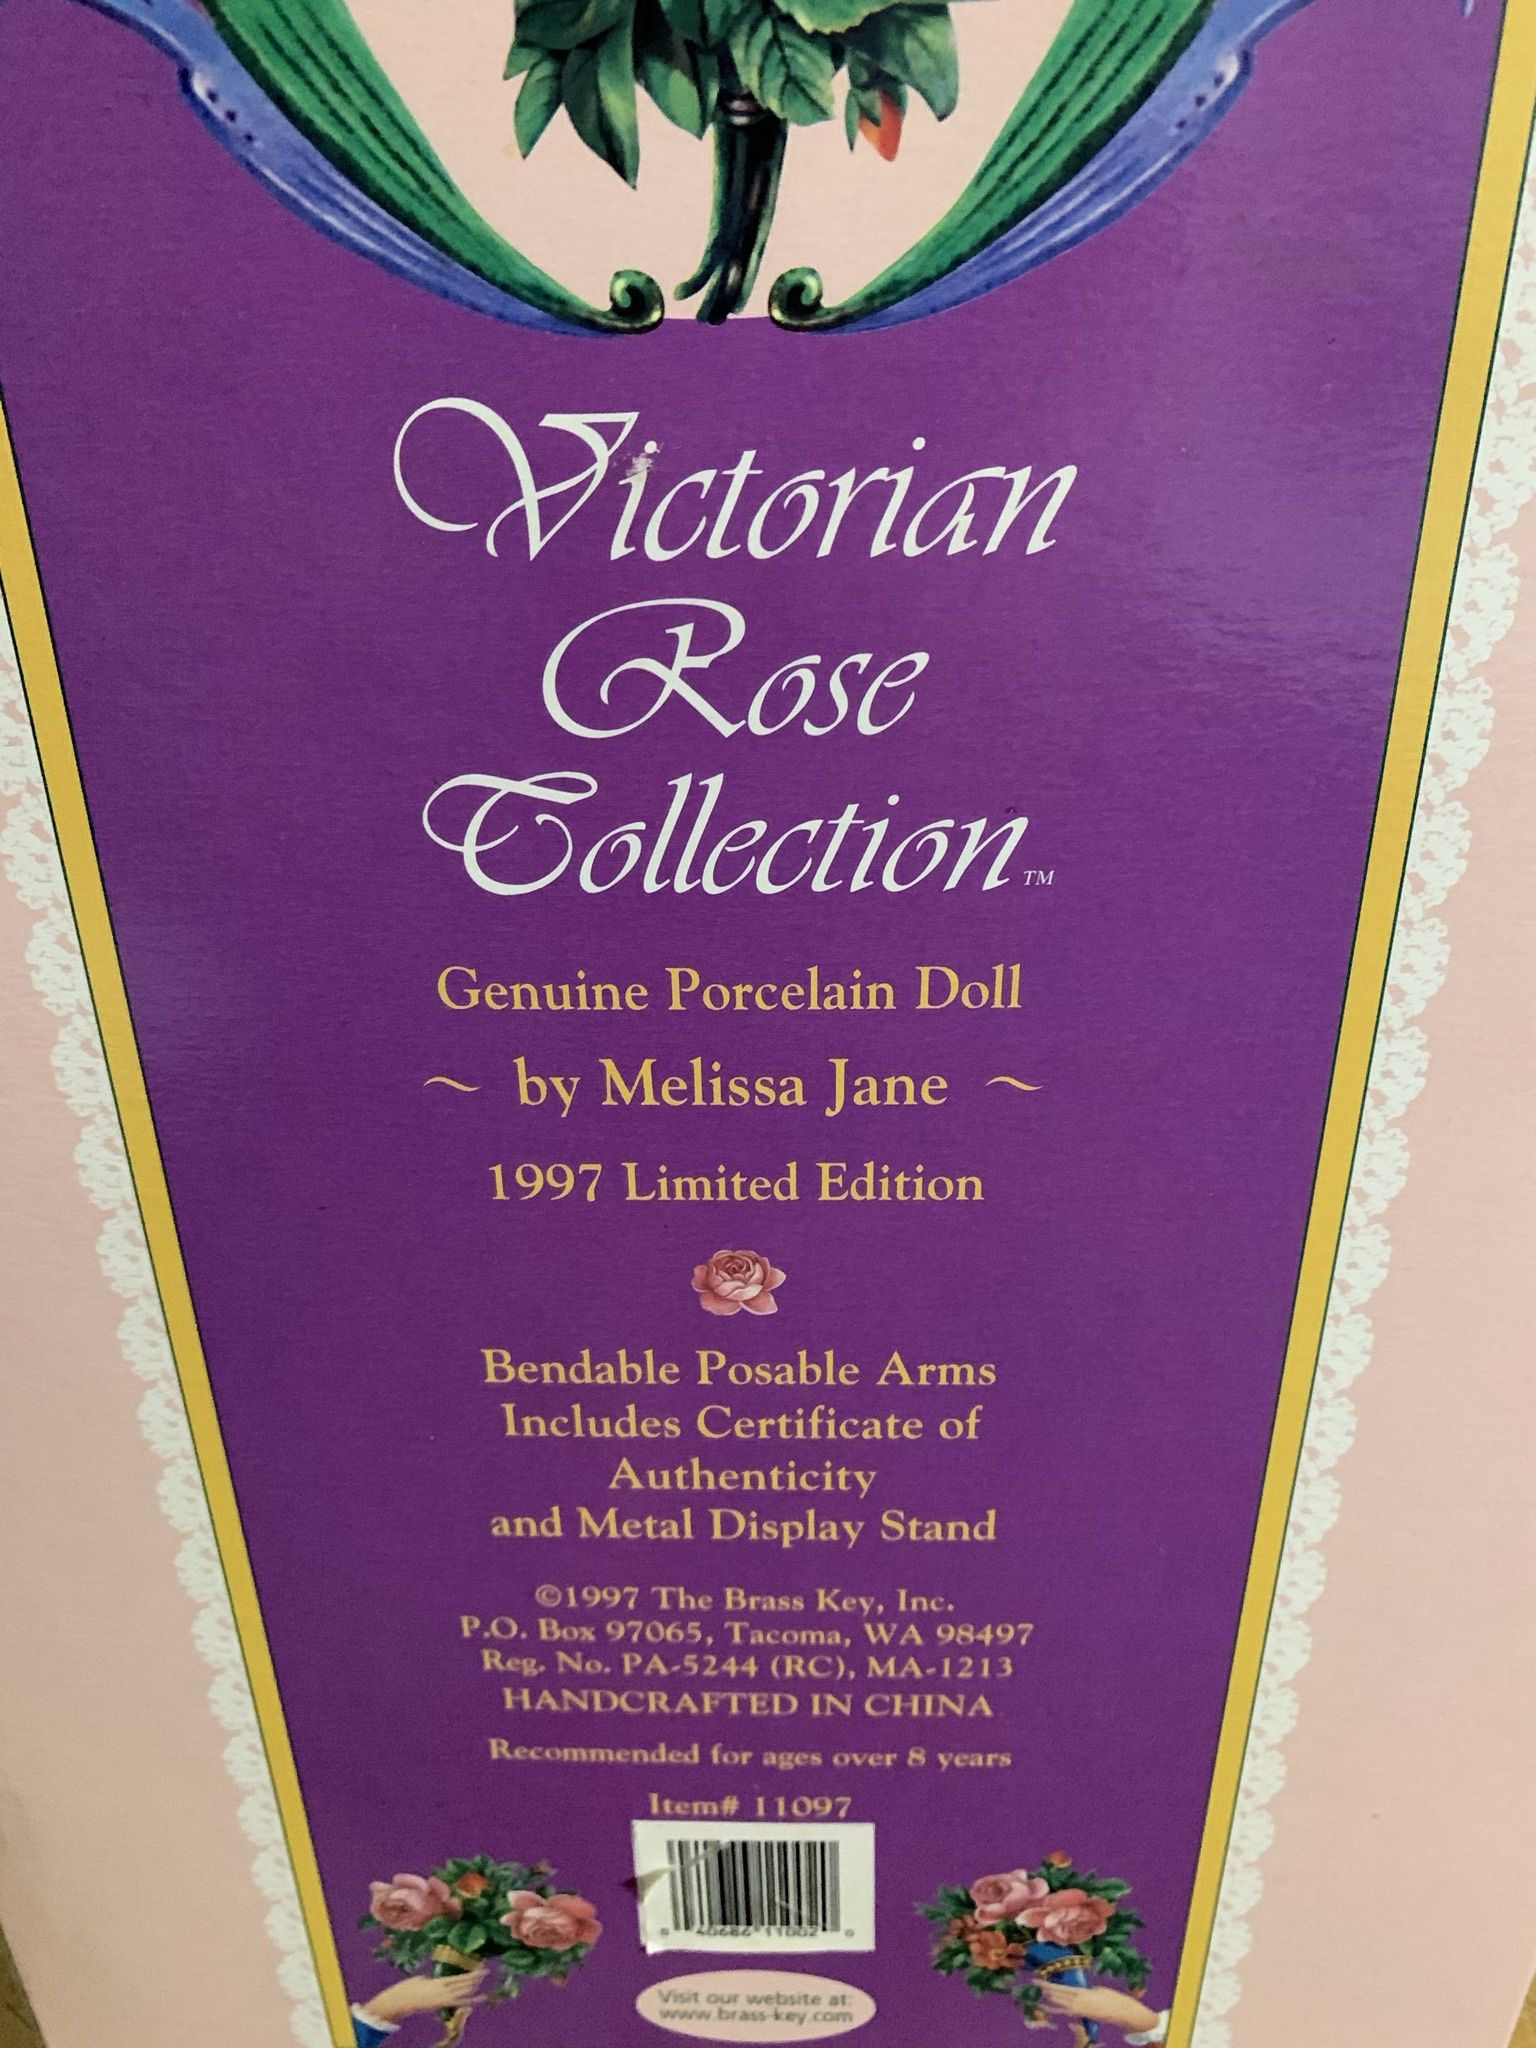 Victorian
Rose
Collection™
Genuine Porcelain Doll
~ by Melissa Jane ~
1997 Limited Edition
Bendable Posable Arms
Includes Certificate of
Authenticity
and Metal Display Stand
©1997 The Brass Key, Inc.
P.O. Box 97065, Tacoma, WA 98497
Reg. No. PA-5244 (RC), MA-1213
HANDCRAFTED IN CHINA
Recommended for ages over 8 years
Item# 11097
Visit our website at:
www.brass-key.com